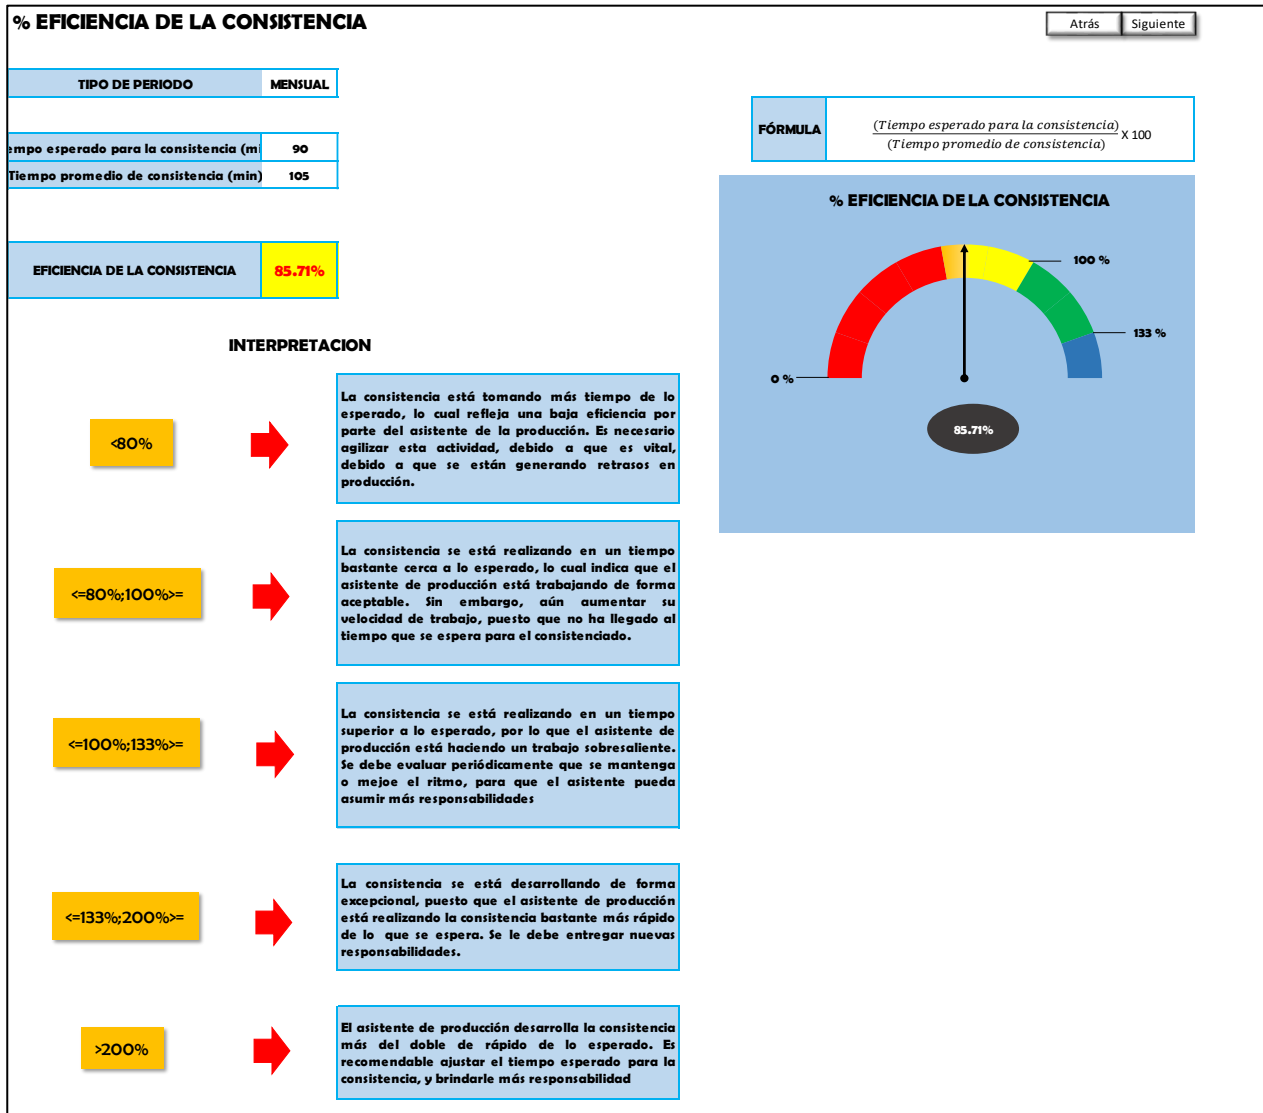 % EFICIENCIA DE LA CONSISTENCIA
Atrás
Siguiente
TIPO DE PERIODO
MENSUAL
FÓRMULA
(Tiempo esperado para la consistencia)
(Tiempo promedio de consistencia)
X 100
empo esperado para la consistencia (mi
90
Tiempo promedio de consistencia (min)
105
EFICIENCIA DE LA CONSISTENCIA
85.71%
% EFICIENCIA DE LA CONSISTENCIA
100 %
133 %
0 %
85.71%
INTERPRETACION
<80%
La consistencia está tomando más tiempo de lo
esperado, lo cual refleja una baja eficiencia por
parte del asistente de la producción. Es necesario
agilizar esta actividad, debido a que es vital,
debido a que se están generando retrasos en
producción.
<=80%;100%>=
La consistencia se está realizando en un tiempo
bastante cerca a lo esperado, lo cual indica que el
asistente de producción está trabajando de forma
aceptable. Sin embargo, aún aumentar su
velocidad de trabajo, puesto que no ha llegado al
tiempo que se espera para el consistenciado.
<=100%;133%>=
La consistencia se está realizando en un tiempo
superior a lo esperado, por lo que el asistente de
producción está haciendo un trabajo sobresaliente.
Se debe evaluar periódicamente que se mantenga
o mejoe el ritmo, para que el asistente pueda
asumir más responsabilidades
<=133%;200%>=
La consistencia se está desarrollando de forma
excepcional, puesto que el asistente de producción
está realizando la consistencia bastante más rápido
de lo que se espera. Se le debe entregar nuevas
responsabilidades.
>200%
El asistente de producción desarrolla la consistencia
más del doble de rápido de lo esperado. Es
recomendable ajustar el tiempo esperado para la
consistencia, y brindarle más responsabilidad